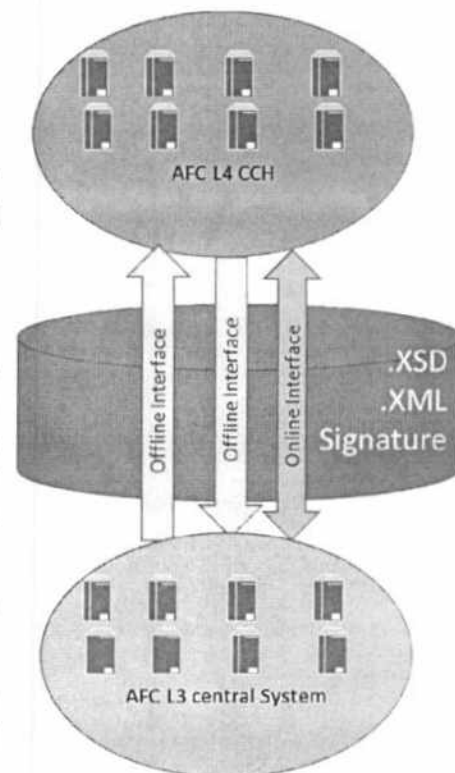 AFC L4 CCH
Offline Interface
Offline Interface
Online Interface
.XSD
.XML
Signature
AFC L3 central System